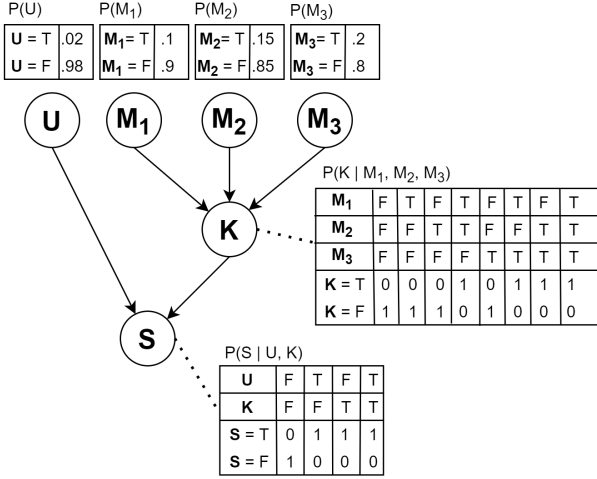 P(U) P(M1) P(M2) P(M3)
U = T .02 M1= T .1 M2= T .15 M3= T .2
U = F .98 M1 = F .9 M2 = F .85 M3 = F .8
U M1 M2 M3
P(K | M1, M2, M3)
M1 F T F T F T F T
M2 F F T T F F T T
M3 F F F F T T T T
K = T 0 0 0 1 0 1 1 1
K = F 1 1 1 0 1 0 0 0
K
S
P(S | U, K)
U F T F T
K F F T T
S = T 0 1 1 1
S = F 1 0 0 0